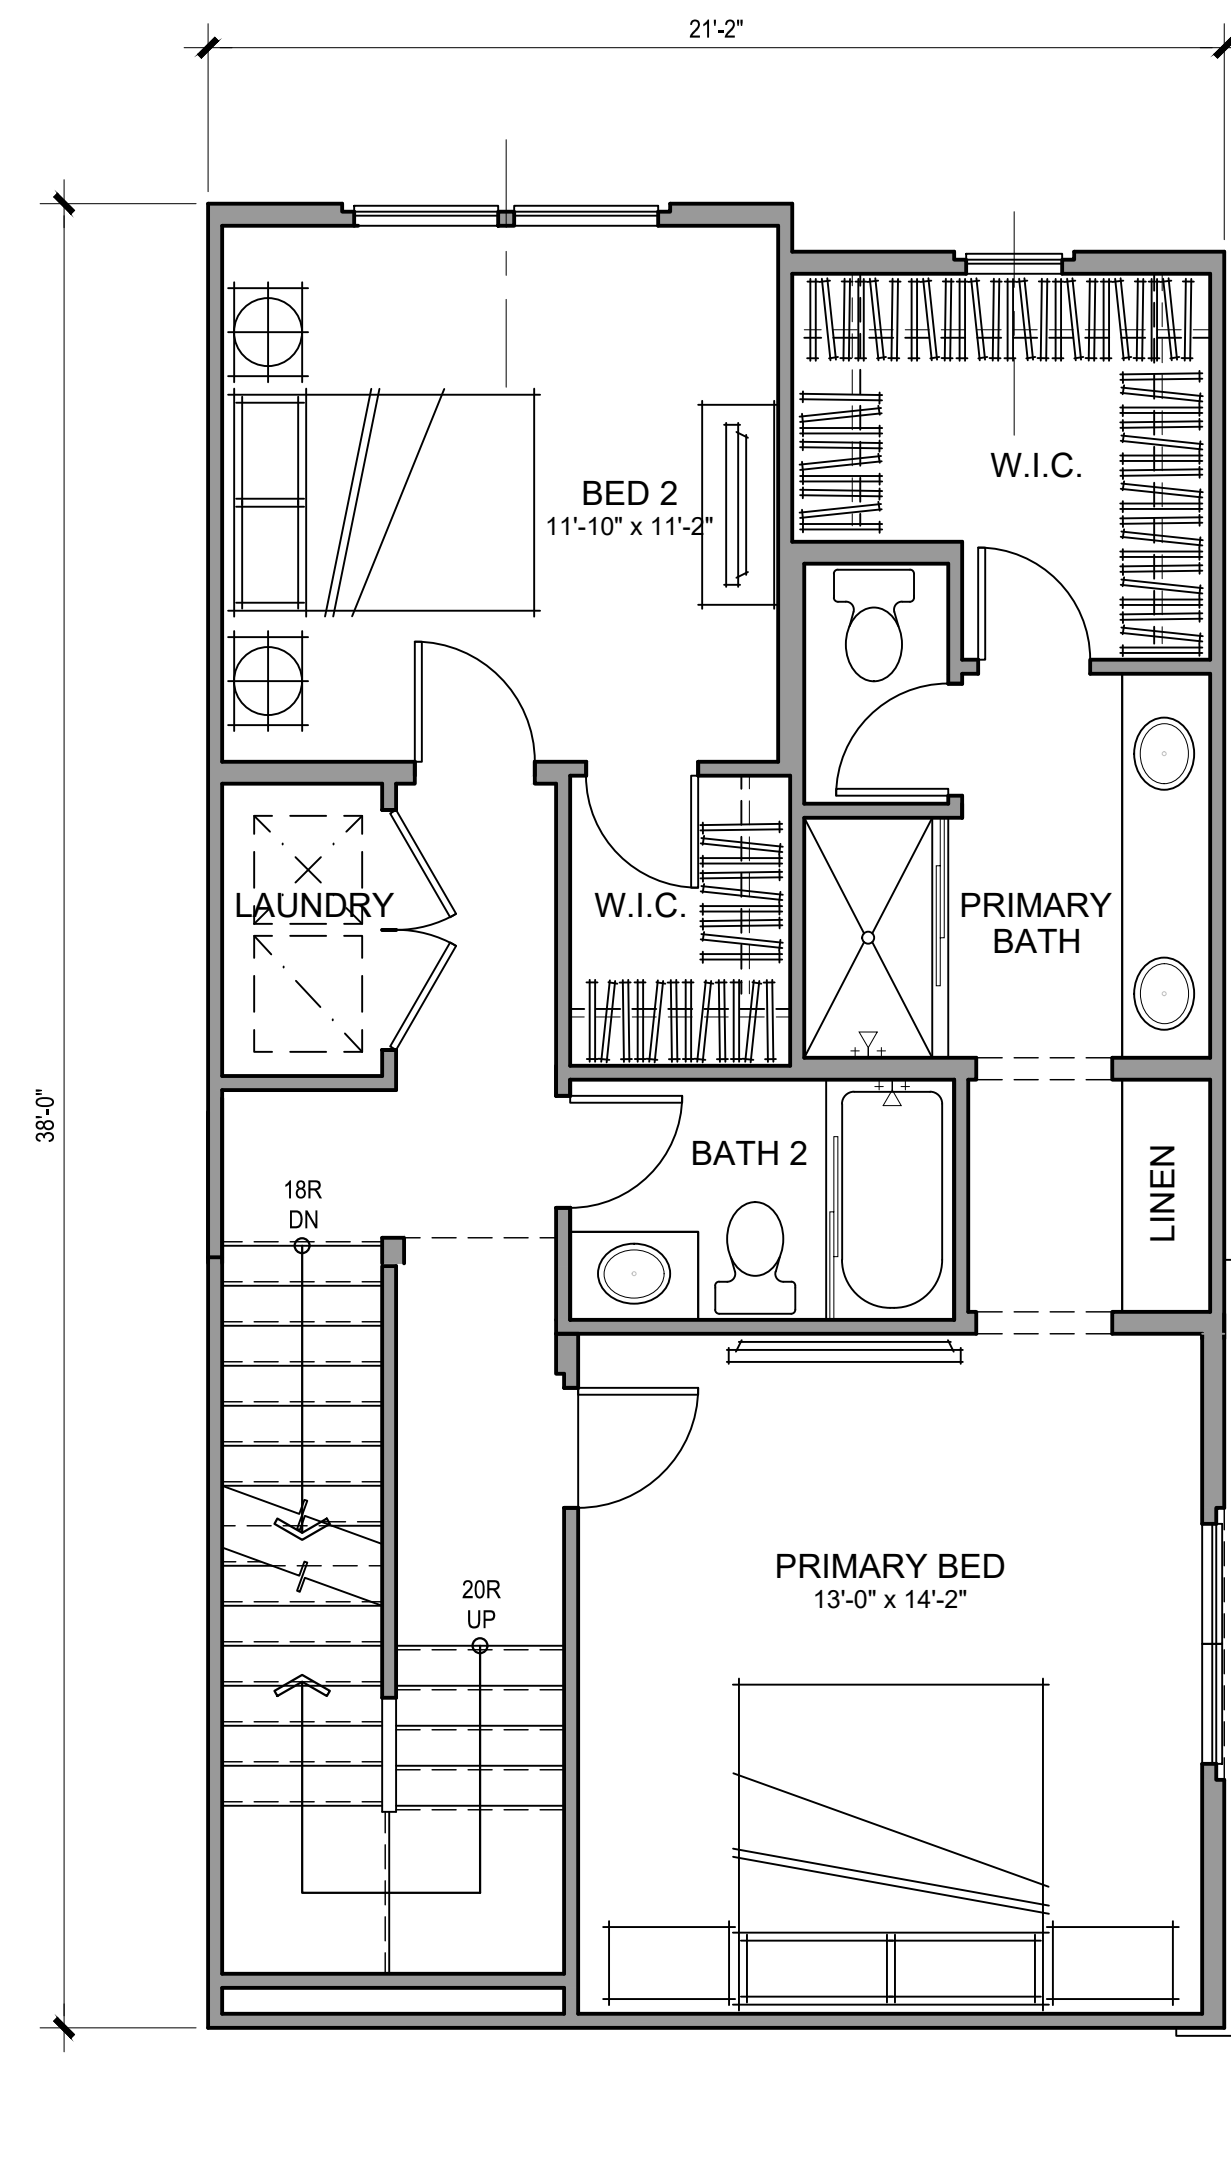 21'-2"
W.I.C.
BED 2
11'-10" x 11'-2"
LAUNDRY
W.I.C.
PRIMARY
BATH
38'-0"
BATH 2
LINEN
18R
DN
PRIMARY BED
13'-0" x 14'-2"
20R
UP